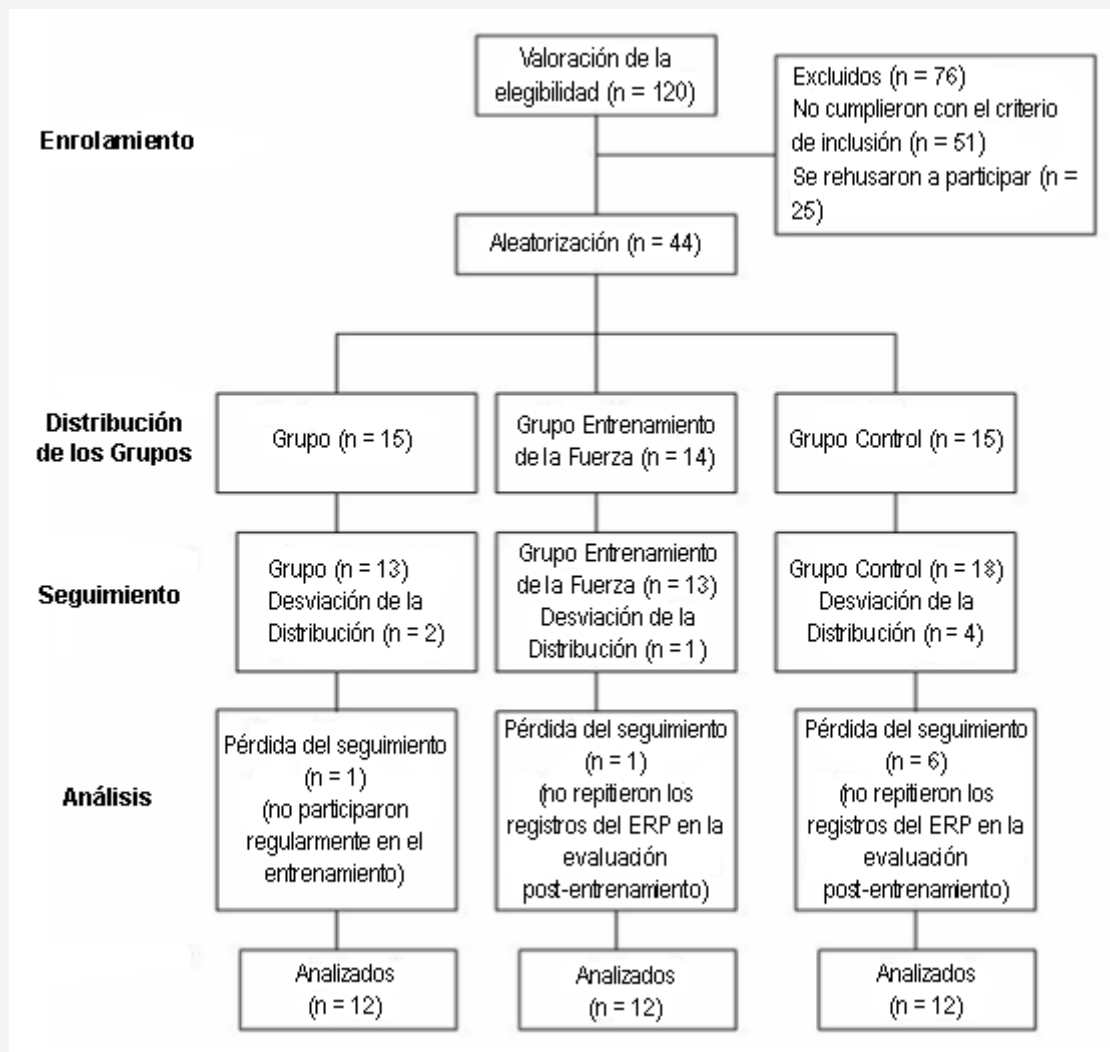 Valoración de la
elegibilidad (n = 120)
Excluidos (n = 76)
No cumplieron con el criterio
de inclusión (n = 51)
Se rehusaron a participar (n =
25)
Enrolamiento
Aleatorización (n = 44)
Distribución
de los Grupos
Grupo (n = 15)
Grupo Entrenamiento
de la Fuerza (n = 14)
Grupo Control (n = 15)
Seguimiento
Grupo (n = 13)
Desviación de la
Distribución (n = 2)
Grupo Entrenamiento
de la Fuerza (n = 13)
Desviación de la
Distribución (n = 1)
Grupo Control (n = 18)
Desviación de la
Distribución (n = 4)
Análisis
Pérdida del seguimiento
(n = 1)
(no participaron
regularmente en el
entrenamiento)
Pérdida del seguimiento
(n = 1)
(no repitieron los
registros del ERP en la
evaluación
post-entrenamiento)
Pérdida del seguimiento
(n = 6)
(no repitieron los
registros del ERP en la
evaluación
post-entrenamiento)
Analizados
(n = 12)
Analizados
(n = 12)
Analizados
(n = 12)